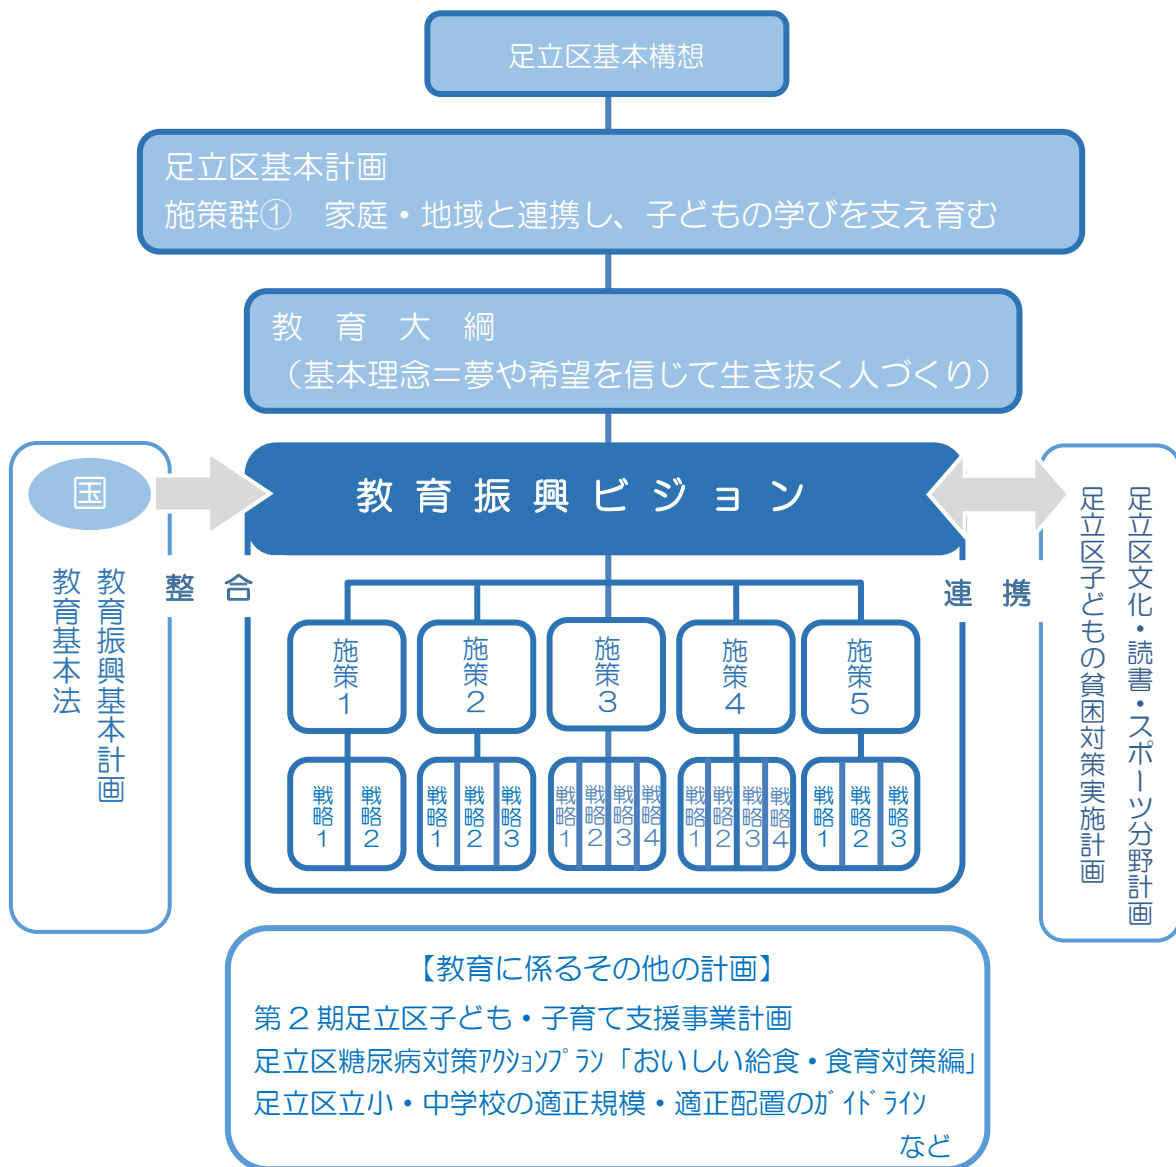 足立区基本構想
足立区基本計画
施策群①　家庭・地域と連携し、子どもの学びを支え育む
教　育　大　綱
（基本理念＝夢や希望を信じて生き抜く人づくり）
国
教育振興基本計画
教育基本法
整　合
教育振興ビジョン
連　携
足立区文化・読書・スポーツ分野計画
足立区子どもの貧困対策実施計画
施策1
施策2
施策3
施策4
施策5
戦略1
戦略2
戦略1
戦略2
戦略3
戦略1
戦略2
戦略3
戦略4
戦略1
戦略2
戦略3
戦略4
戦略1
戦略2
戦略3
【教育に係るその他の計画】
第２期足立区子ども・子育て支援事業計画
足立区糖尿病対策ｱｸｼｮﾝﾌﾟﾗﾝ「おいしい給食・食育対策編」
足立区立小・中学校の適正規模・適正配置のｶﾞｲﾄﾞﾗｲﾝ
など